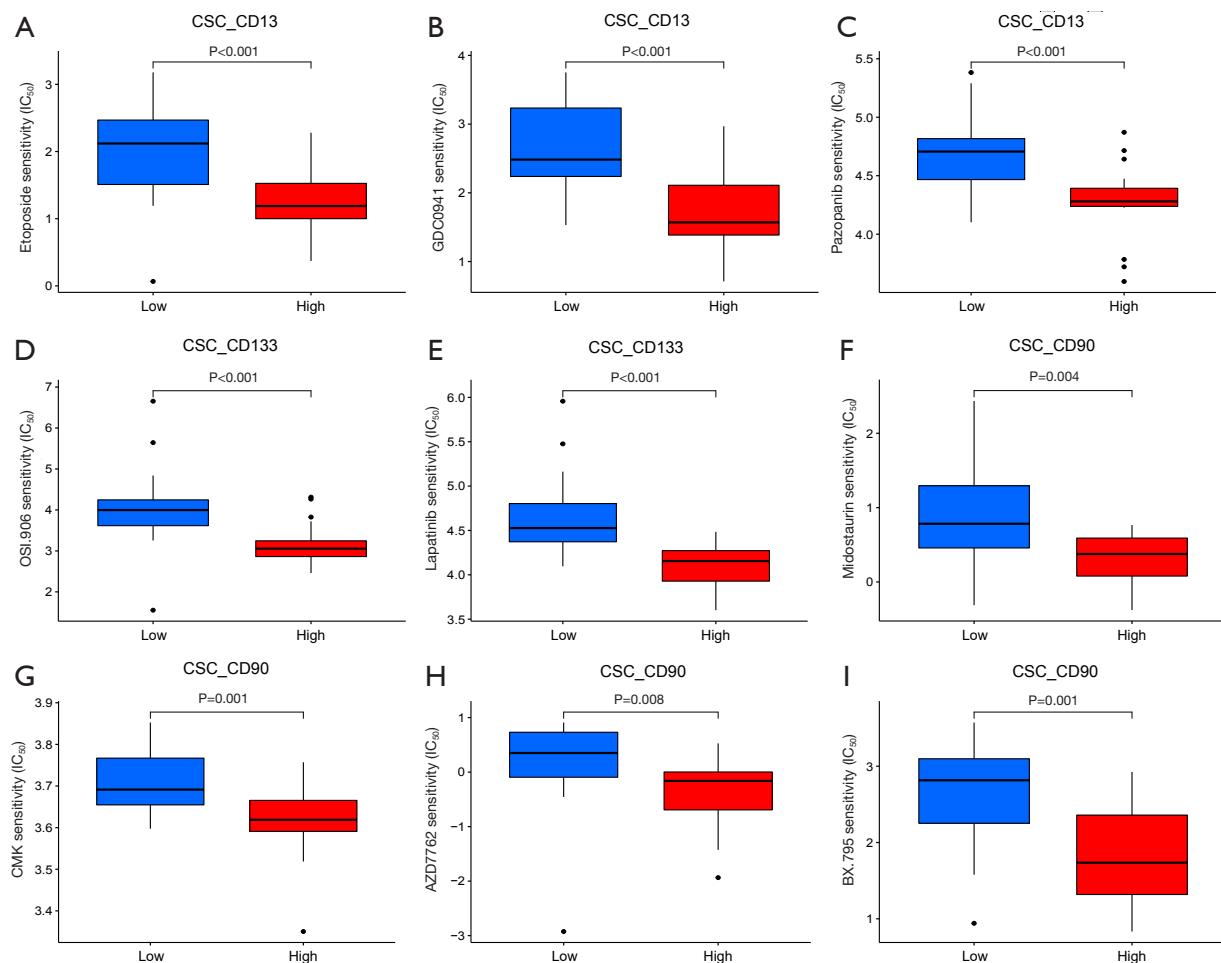 A
CSC_CD13
P<0.001
Etoposide sensitivity (IC₅₀)
3
2
1
0
Low
High
B
CSC_CD13
P<0.001
GDC0941 sensitivity (IC₅₀)
4
3
2
1
Low
High
C
CSC_CD13
P<0.001
Pazopanib sensitivity (IC₅₀)
5.5
5.0
4.5
4.0
Low
High
D
CSC_CD133
P<0.001
OSI.906 sensitivity (IC₅₀)
7
6
5
4
3
2
Low
High
E
CSC_CD133
P<0.001
Lapatinib sensitivity (IC₅₀)
6.0
5.5
5.0
4.5
4.0
3.5
Low
High
F
CSC_CD90
P=0.004
Midostaurin sensitivity (IC₅₀)
2
1
0
Low
High
G
CSC_CD90
P=0.001
CMK sensitivity (IC₅₀)
3.9
3.8
3.7
3.6
3.5
3.4
Low
High
H
CSC_CD90
P=0.008
AZD7762 sensitivity (IC₅₀)
1
0
−1
−2
−3
Low
High
I
CSC_CD90
P=0.001
BX.795 sensitivity (IC₅₀)
3
2
1
Low
High